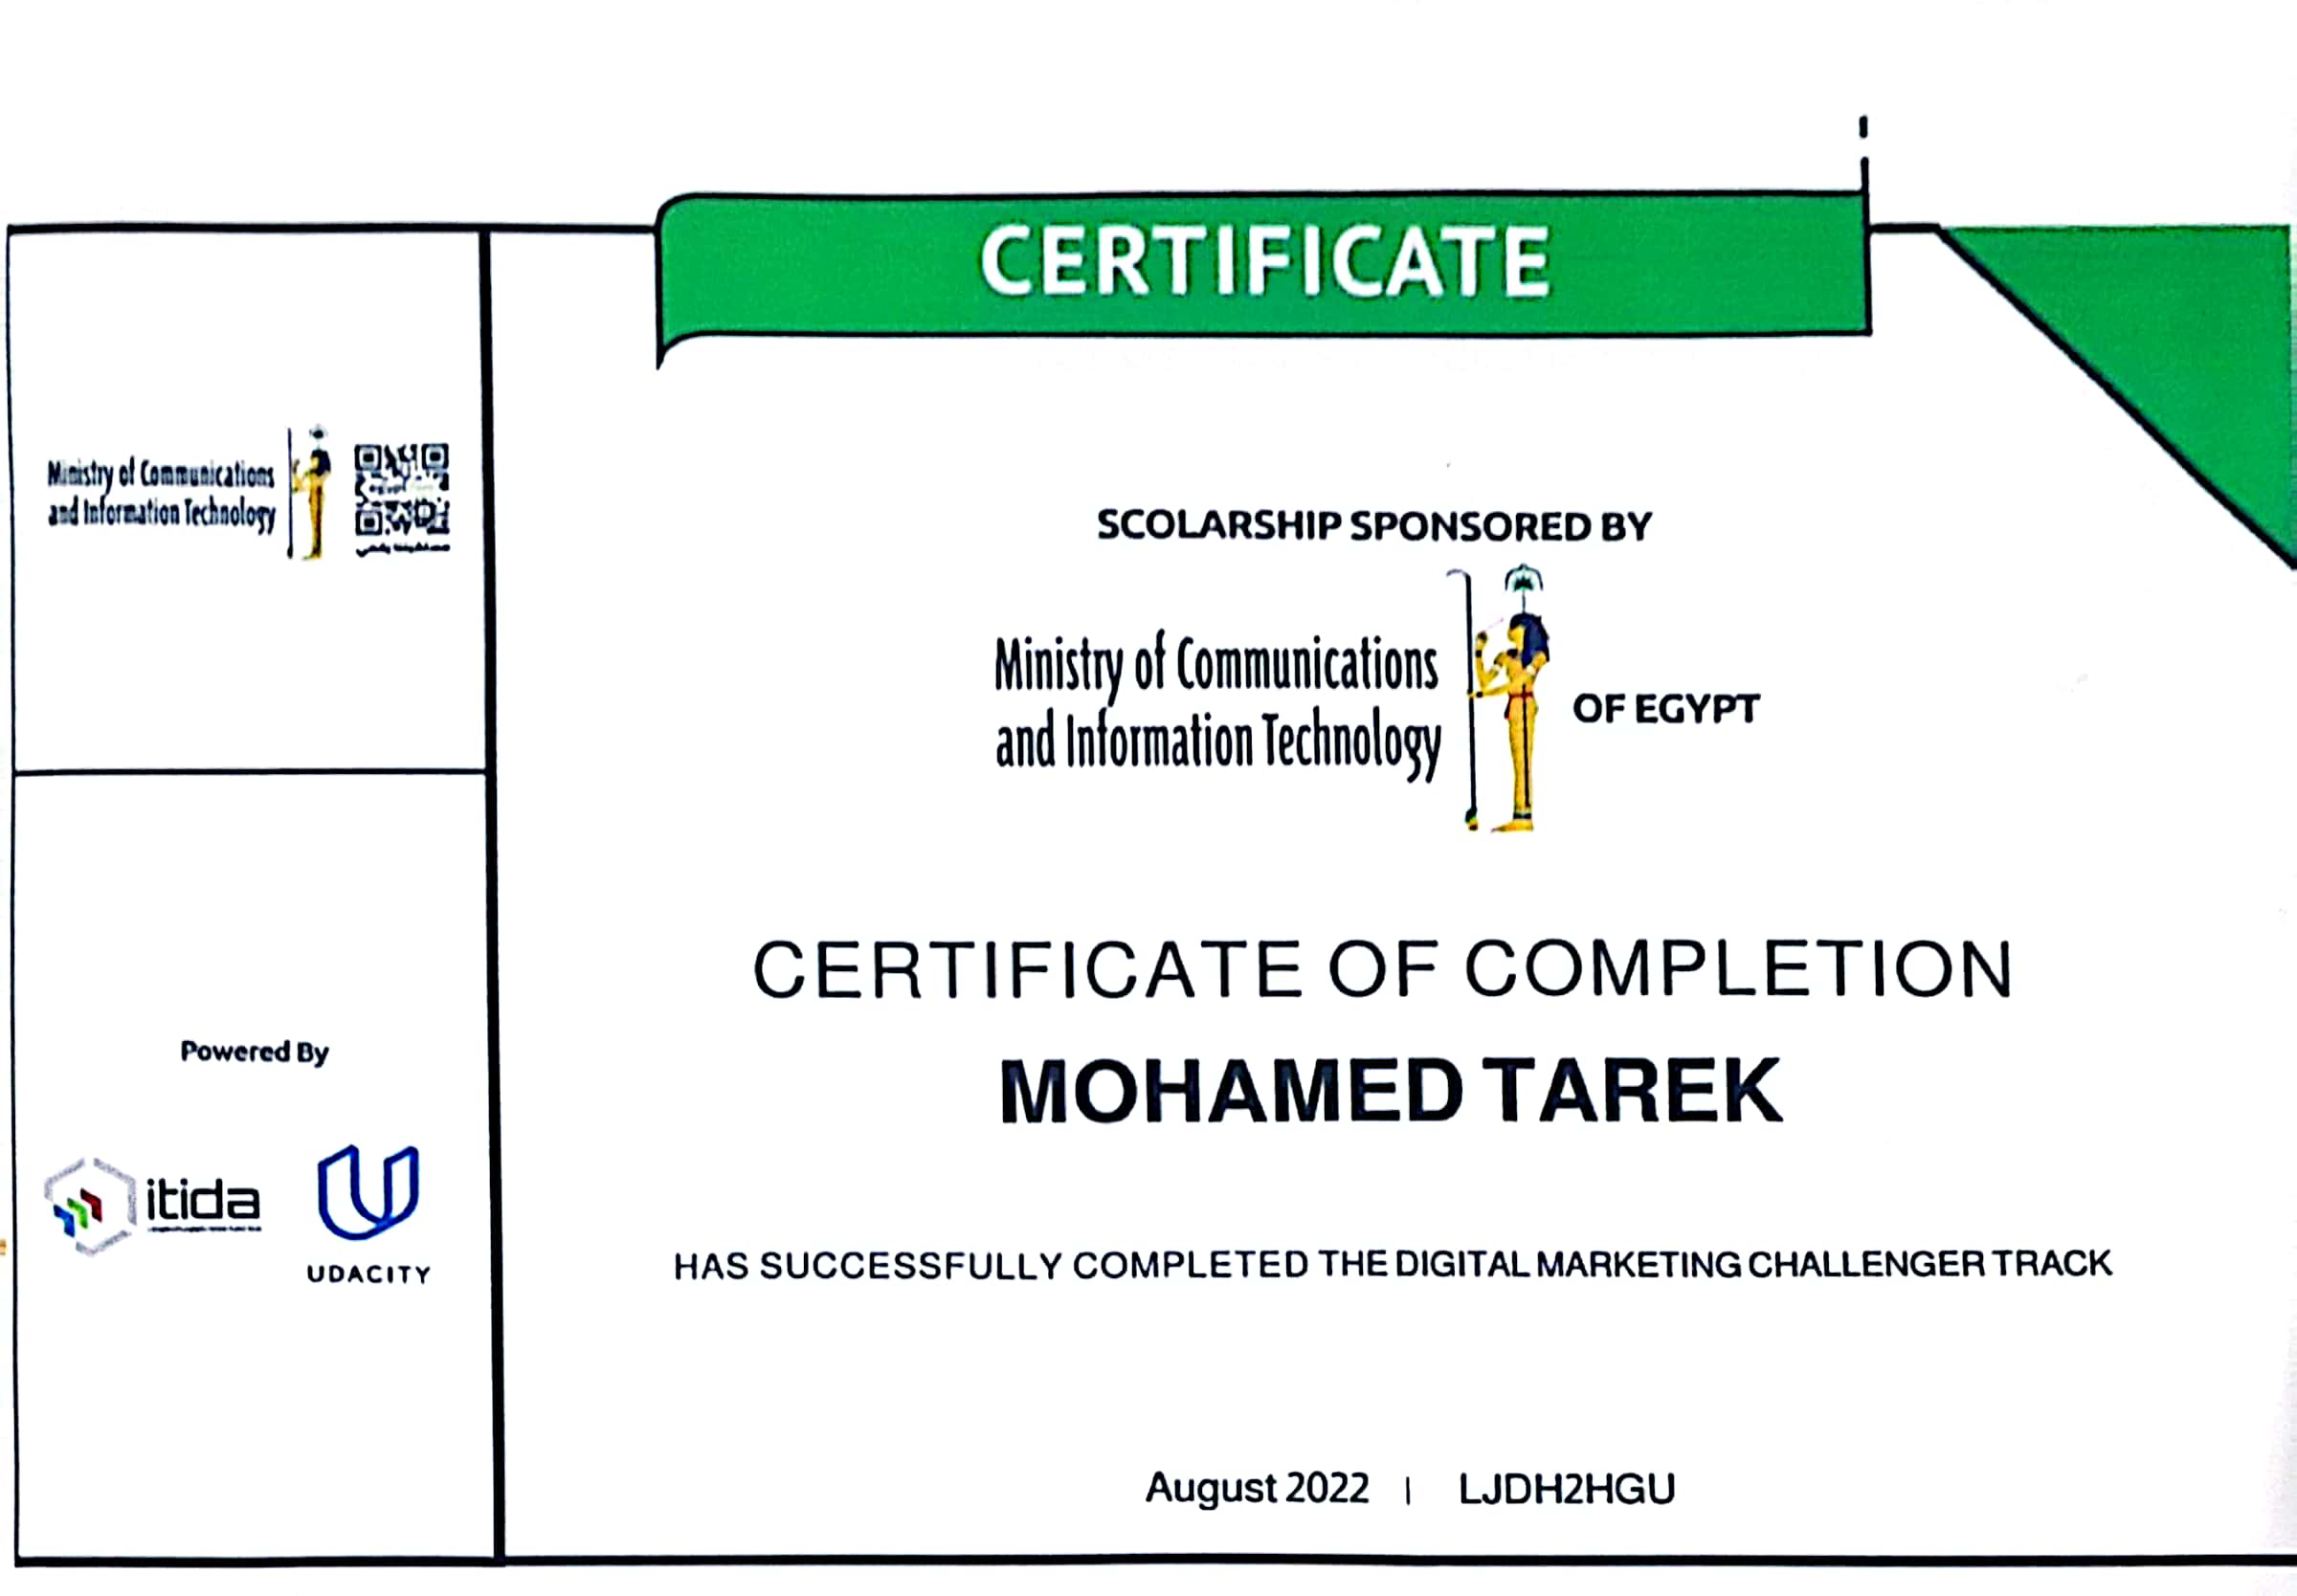 CERTIFICATE
Ministry of Communications
and Information Technology
SCOLARSHIP SPONSORED BY
Ministry of Communications
and Information Technology
OF EGYPT
CERTIFICATE OF COMPLETION
MOHAMED TAREK
Powered By
itida
UDACITY
HAS SUCCESSFULLY COMPLETED THE DIGITAL MARKETING CHALLENGER TRACK
August 2022 | LJDH2HGU